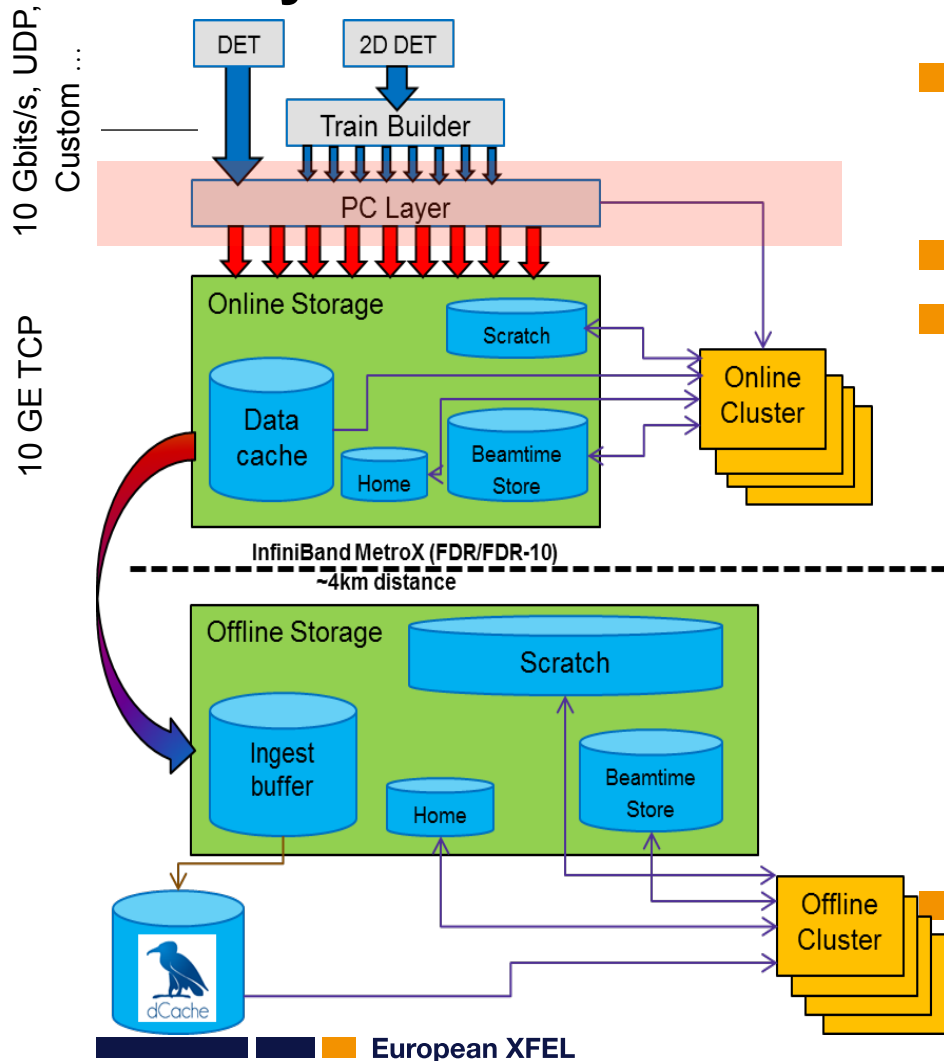 10 Gbits/s, UDP,
Custom ...
DET
2D DET
Train Builder
PC Layer
10 GE TCP
Online Storage
Scratch
Data
cache
Home
Beamtime
Store
Online
Cluster
InfiniBand MetroX (FDR/FDR-10)
~4km distance
Offline Storage
Scratch
Ingest
buffer
Home
Beamtime
Store
Offline
Cluster
dCache
European XFEL